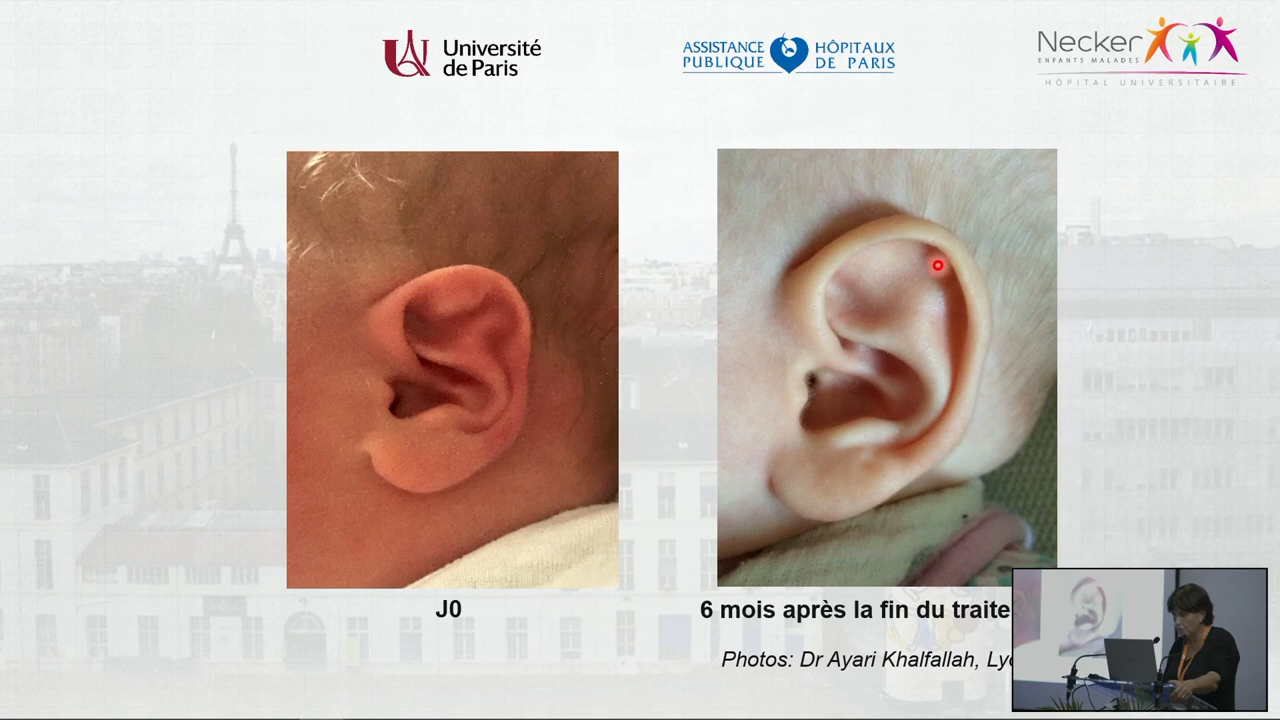 Université
de Paris
ASSISTANCE HÔPITAUX
PUBLIQUE DE PARIS
Necker
ENFANTS MALADES
HÔPITAL UNIVERSITAIRE
J0
6 mois après la fin du traite
Photos: Dr Ayari Khalfallah, Ly